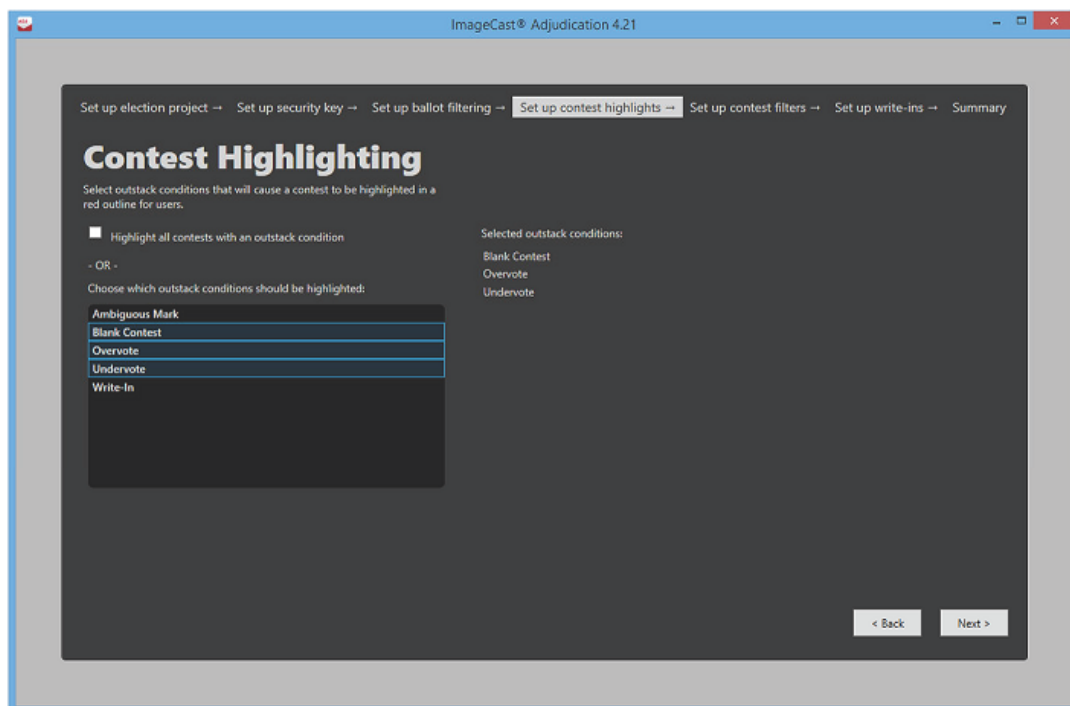 ImageCast® Adjudication 4.21
Set up election project → Set up security key → Set up ballot filtering → Set up contest highlights → Set up contest filters → Set up write-ins → Summary
Contest Highlighting
Select outstack conditions that will cause a contest to be highlighted in a
red outline for users.
Highlight all contests with an outstack condition
- OR -
Choose which outstack conditions should be highlighted:
Ambiguous Mark
Blank Contest
Overvote
Undervote
Write-In
Selected outstack conditions:
Blank Contest
Overvote
Undervote
< Back
Next >